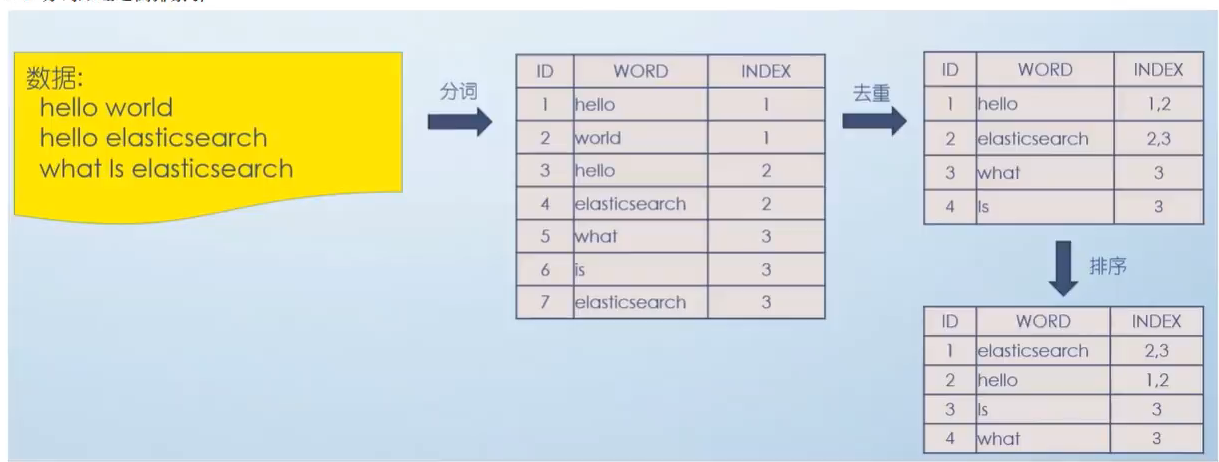 数据:
hello world
hello elasticsearch
what Is elasticsearch
分词
ID WORD INDEX
1 hello 1
2 world 1
3 hello 2
4 elasticsearch 2
5 what 3
6 is 3
7 elasticsearch 3
去重
ID WORD INDEX
1 hello 1,2
2 elasticsearch 2,3
3 what 3
4 Is 3
排序
ID WORD INDEX
1 elasticsearch 2,3
2 hello 1,2
3 Is 3
4 what 3